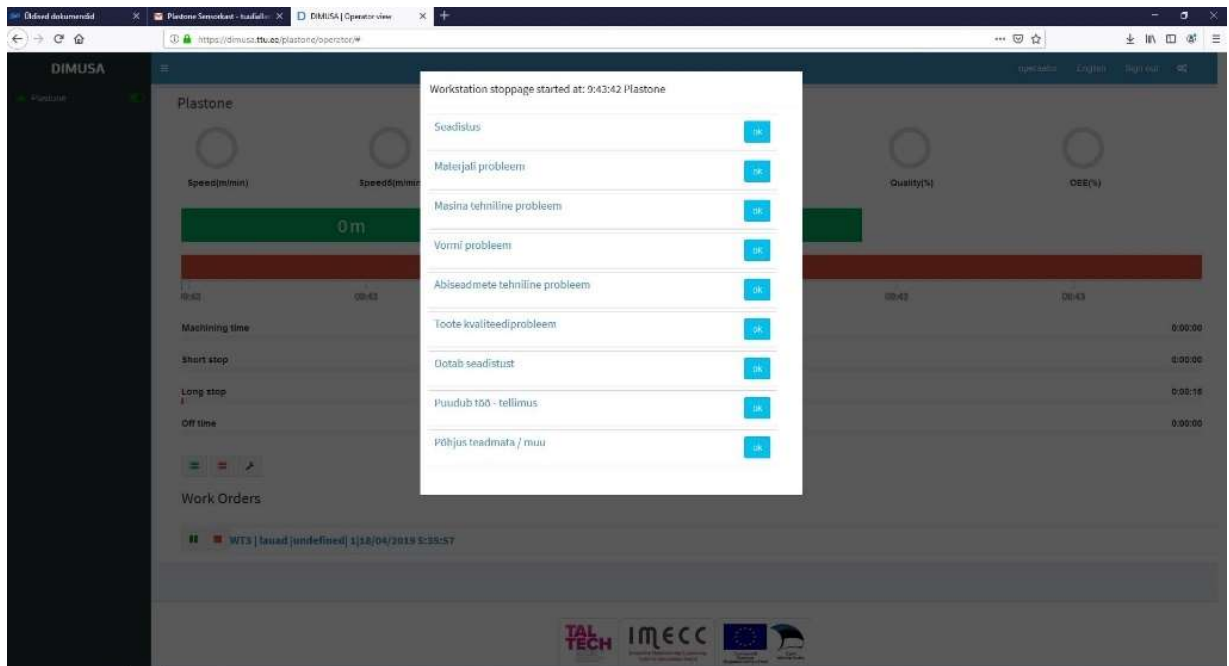 Üldised dokumendid
Plastone Sensorkast - tuuliall
DIMUSA | Operator view
https://dimusa.ttu.ee/plastone/operator/#
DIMUSA
operaator English Sign out
Plastone
Plastone
Workstation stoppage started at: 9:43:42 Plastone
Seadistus ok
Materjali probleem ok
Masina tehniline probleem ok
Vormi probleem ok
Abiseadmete tehniline probleem ok
Toote kvaliteediprobleem ok
Ootab seadistust ok
Puudub töö - tellimus ok
Põhjus teadmata / muu ok
Speed(m/min) Quality(%) OEE(%)
0 m
09:43 09:43 09:43
Machining time 0:00:00
Short stop 0:00:00
Long stop 0:00:16
Off time 0:00:00
Work Orders
WT3 | lauad |undefined| 1|18/04/2019 5:35:57
TAL TECH
IMECC